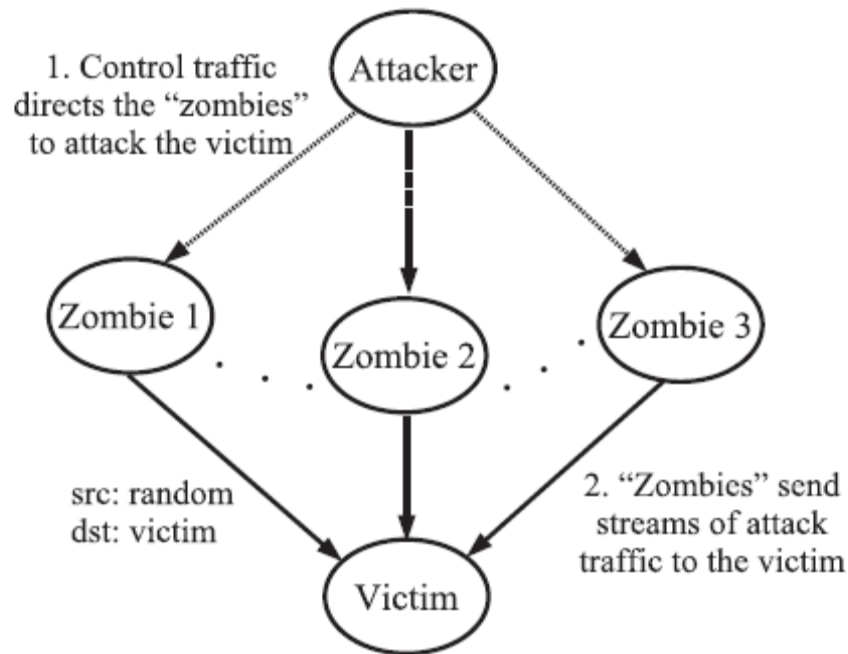 Attacker
1. Control traffic
directs the “zombies”
to attack the victim
Zombie 1
Zombie 2
Zombie 3
src: random
dst: victim
2. “Zombies” send
streams of attack
traffic to the victim
Victim